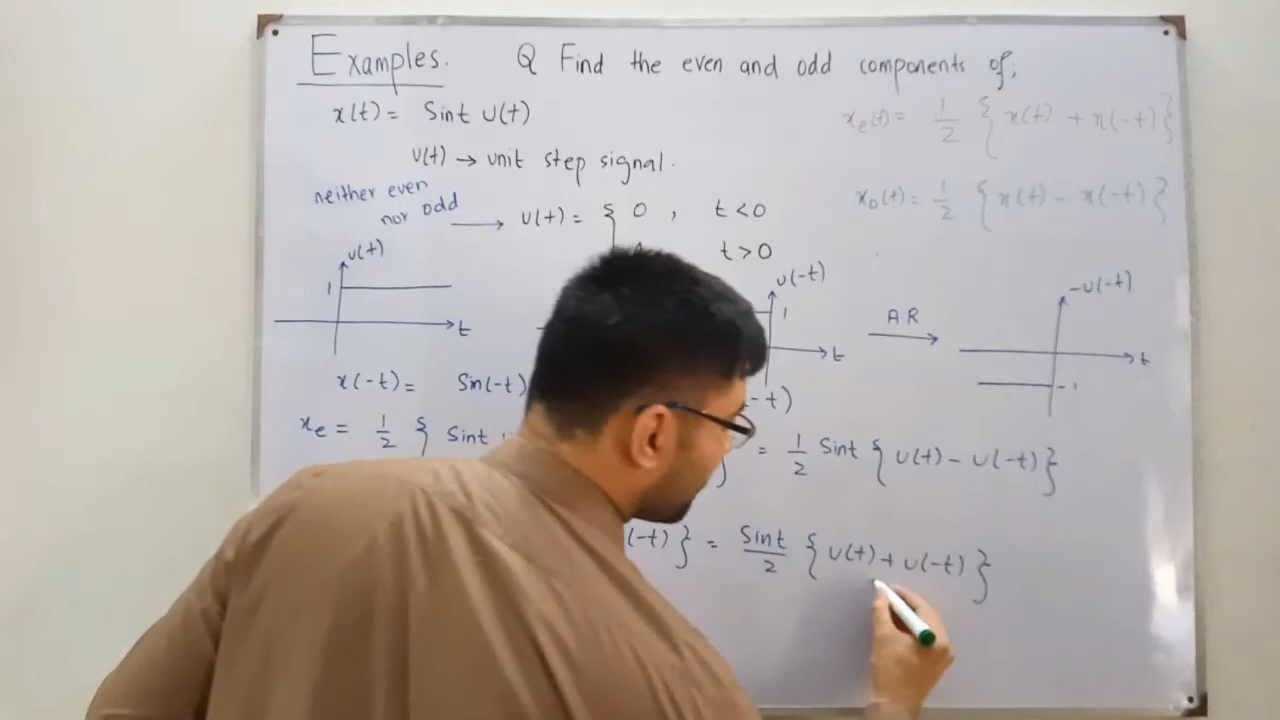 Examples. Q Find the even and odd components of;
x(t) = Sint U(t)
xₑ(t) = 1/2 { x(t) + x(-t) }
U(t) → unit step signal.
neither even
nor odd → U(t) = { 0 , t < 0
x₀(t) = 1/2 { x(t) - x(-t) }
t > 0
U(t)
1
t
U(-t)
1
t
A.R
-U(-t)
t
-1
x(-t) = Sin(-t) -t)
xₑ = 1/2 { Sint } = 1/2 Sint { U(t) - U(-t) }
(-t) } = Sint/2 { U(t) + U(-t) }